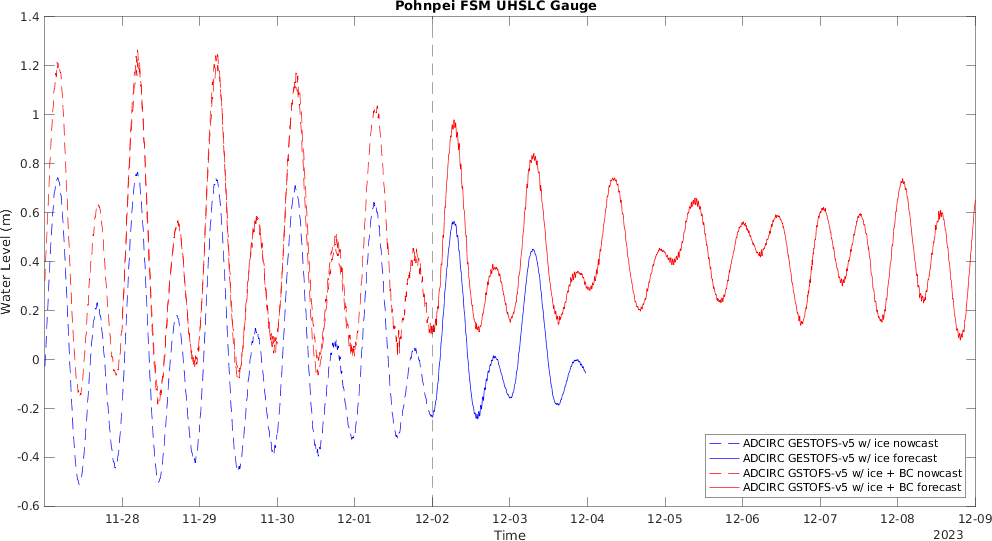 Pohnpei FSM UHSLC Gauge
1.4
1.2
1
0.8
0.6
0.4
0.2
0
-0.2
-0.4
-0.6
Water Level (m)
ADCIRC GESTOFS-v5 w/ ice nowcast
ADCIRC GESTOFS-v5 w/ ice forecast
ADCIRC GSTOFS-v5 w/ ice + BC nowcast
ADCIRC GSTOFS-v5 w/ ice + BC forecast
11-28 11-29 11-30 12-01 12-02 12-03 12-04 12-05 12-06 12-07 12-08 12-09
Time
2023